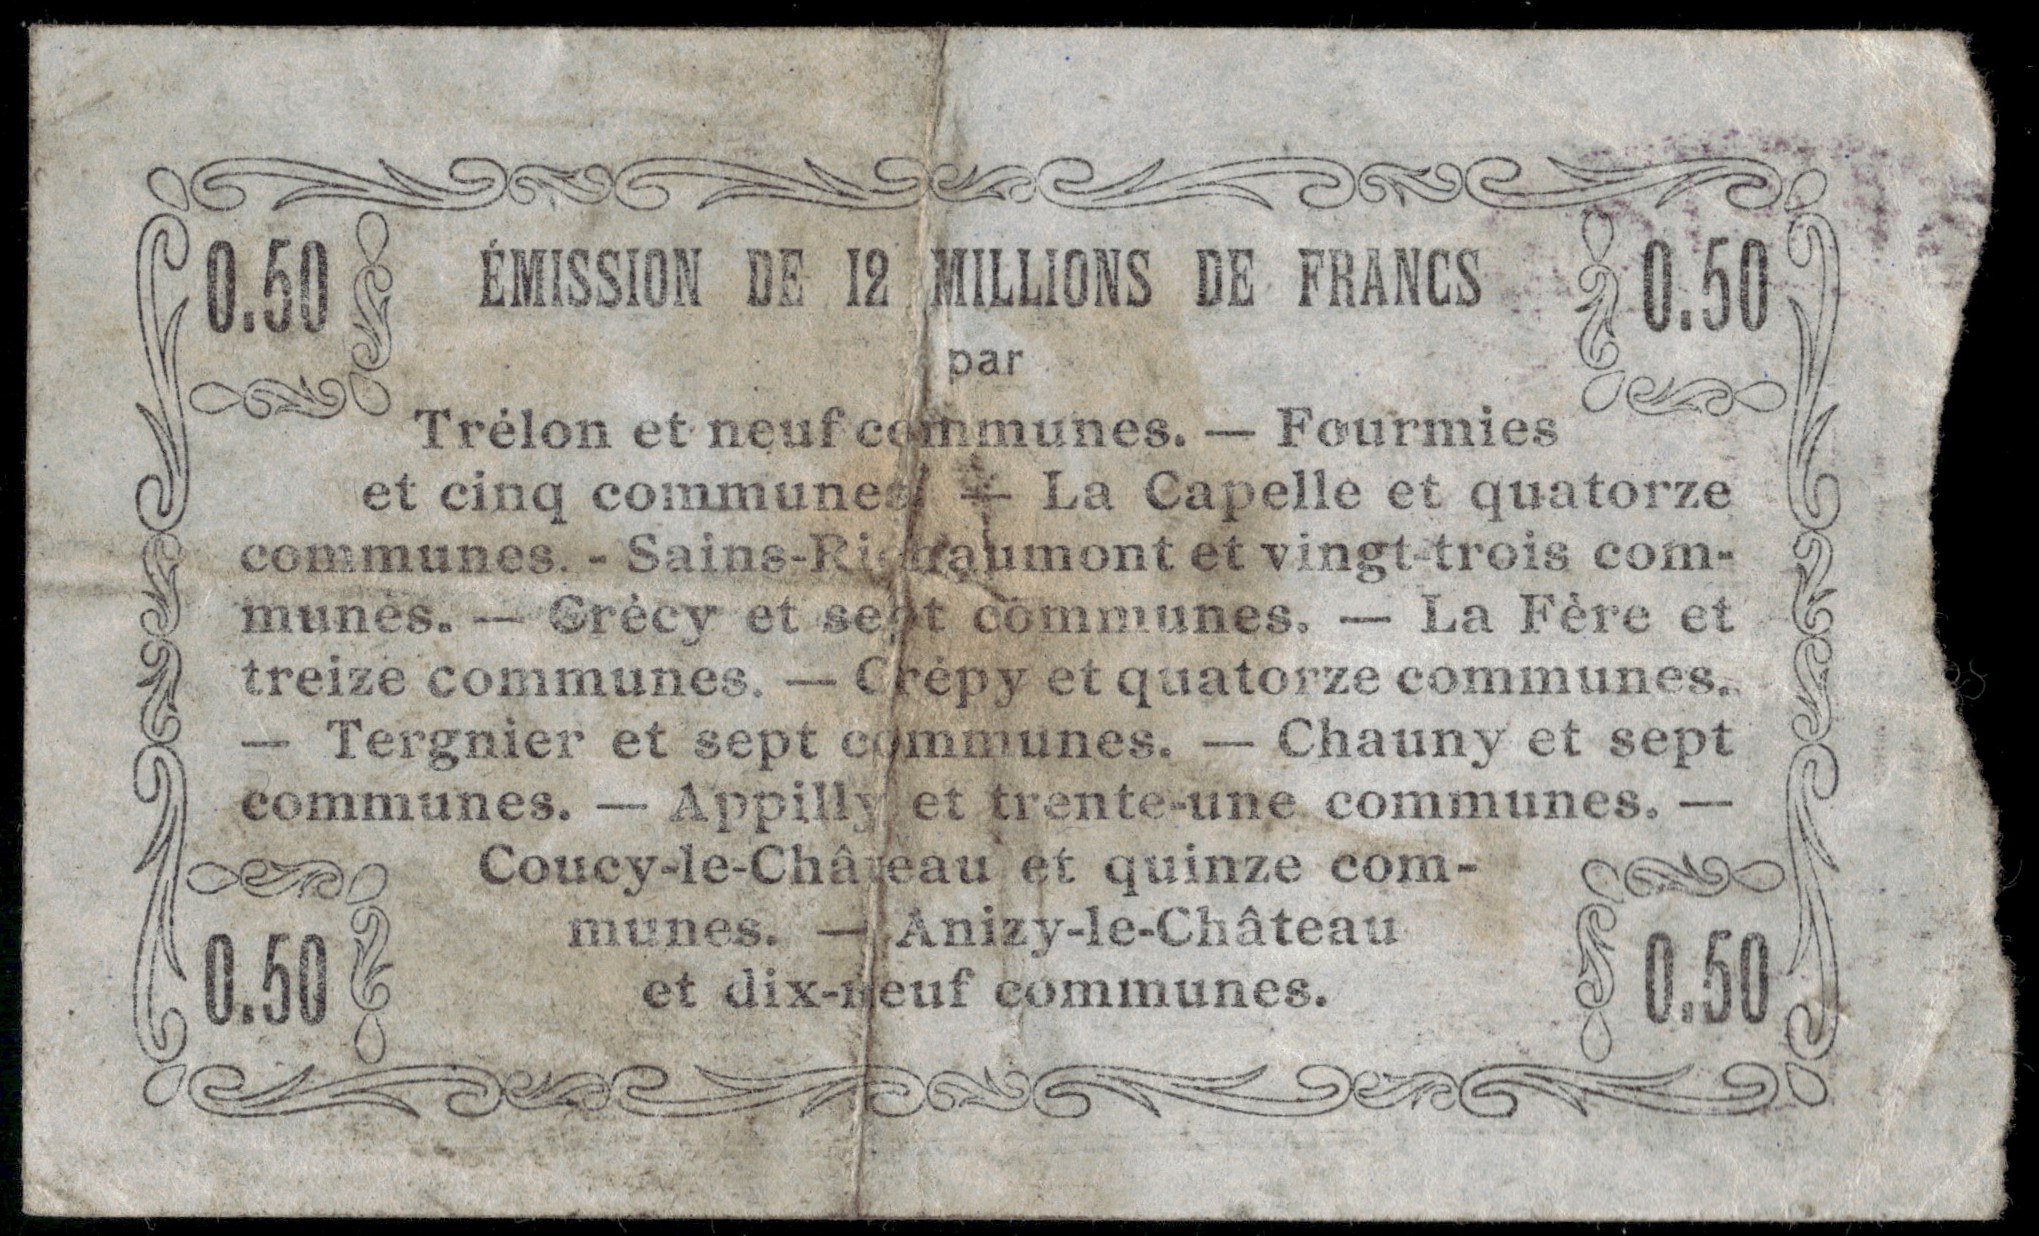 0.50 ÉMISSION DE 12 MILLIONS DE FRANCS 0.50
par
Trélon et neuf communes. — Fourmies
et cinq communes. — La Capelle et quatorze
communes. - Sains-Richaumont et vingt-trois com-
munes. — Crécy et sept communes. — La Fère et
treize communes. — Crépy et quatorze communes.
— Tergnier et sept communes. — Chauny et sept
communes. — Appilly et trente-une communes. —
Coucy-le-Château et quinze com-
munes. — Anizy-le-Château
0.50 et dix-neuf communes. 0.50